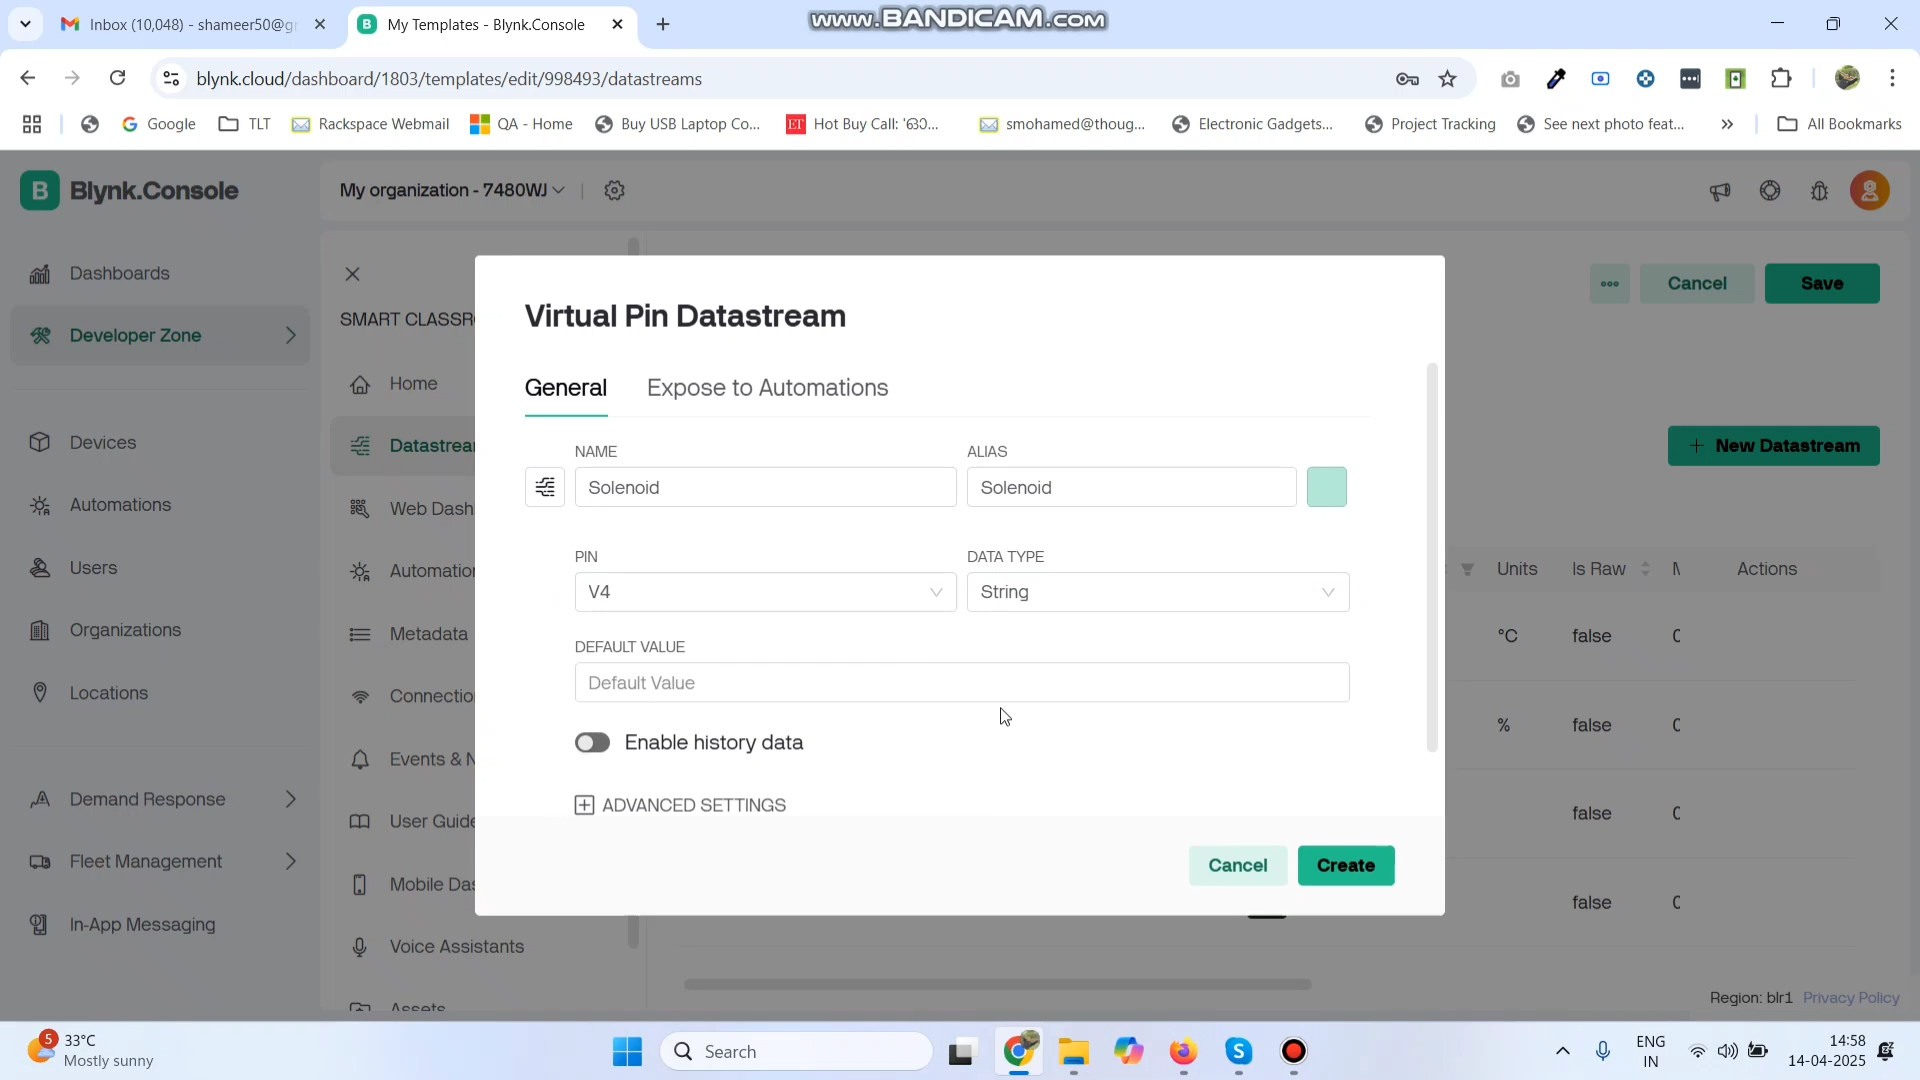 Inbox (10,048) - shameer50@gr
My Templates - Blynk.Console
www.BANDICAM.com
blynk.cloud/dashboard/1803/templates/edit/998493/datastreams
Google
TLT
Rackspace Webmail
QA - Home
Buy USB Laptop Co...
Hot Buy Call: '630...
smohamed@thoug...
Electronic Gadgets...
Project Tracking
See next photo feat...
All Bookmarks
B Blynk.Console
My organization - 7480WJ
Dashboards
Developer Zone
Devices
Automations
Users
Organizations
Locations
Demand Response
Fleet Management
In-App Messaging
SMART CLASSR
Home
Datastrea
Web Dash
Automation
Metadata
Connectio
Events & N
User Guide
Mobile Das
Voice Assistants
Assets
Cancel
Save
+ New Datastream
Units
Is Raw
Actions
°C
false
%
false
false
false
Virtual Pin Datastream
General
Expose to Automations
NAME
ALIAS
Solenoid
Solenoid
PIN
DATA TYPE
V4
String
DEFAULT VALUE
Default Value
Enable history data
ADVANCED SETTINGS
Cancel
Create
Region: blr1 Privacy Policy
5
33°C
Mostly sunny
Search
ENG
IN
14:58
14-04-2025